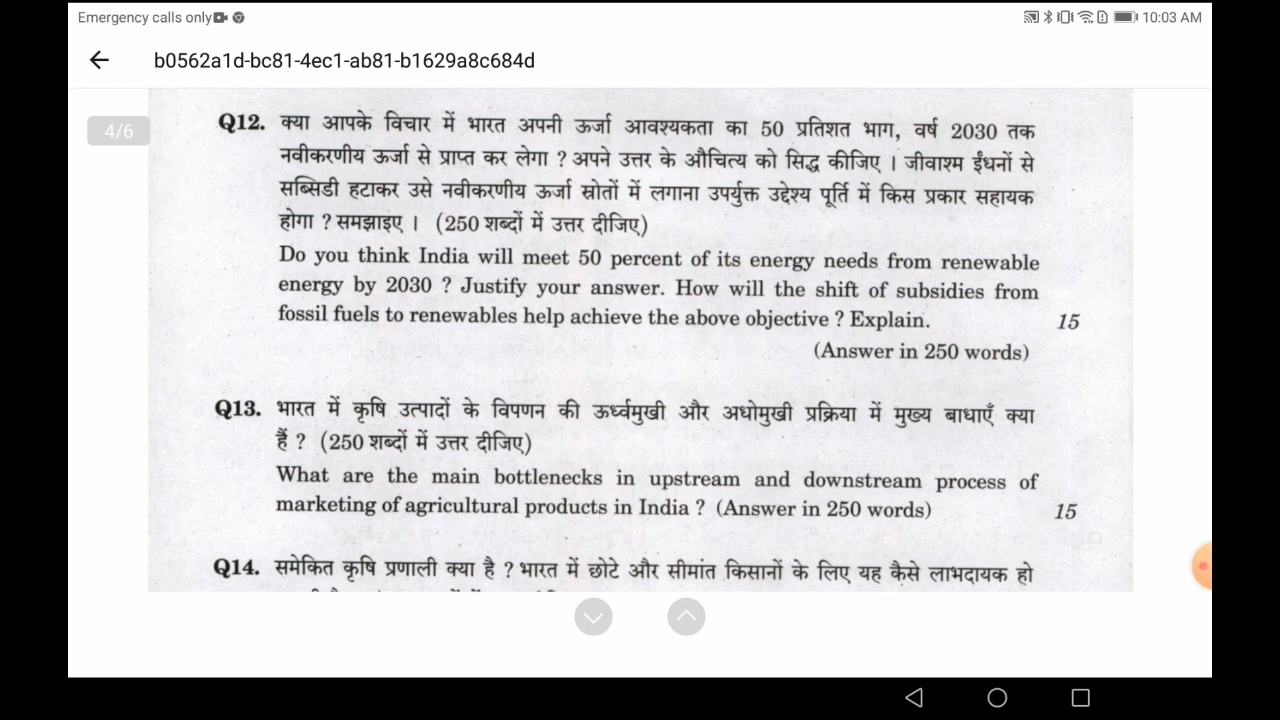 Emergency calls only
10:03 AM
b0562a1d-bc81-4ec1-ab81-b1629a8c684d
4/6
Q12. क्या आपके विचार में भारत अपनी ऊर्जा आवश्यकता का 50 प्रतिशत भाग, वर्ष 2030 तक
नवीकरणीय ऊर्जा से प्राप्त कर लेगा ? अपने उत्तर के औचित्य को सिद्ध कीजिए । जीवाश्म ईंधनों से
सब्सिडी हटाकर उसे नवीकरणीय ऊर्जा स्रोतों में लगाना उपर्युक्त उद्देश्य पूर्ति में किस प्रकार सहायक
होगा ? समझाइए । (250 शब्दों में उत्तर दीजिए)
Do you think India will meet 50 percent of its energy needs from renewable
energy by 2030 ? Justify your answer. How will the shift of subsidies from
fossil fuels to renewables help achieve the above objective ? Explain. 15
(Answer in 250 words)
Q13. भारत में कृषि उत्पादों के विपणन की ऊर्ध्वमुखी और अधोमुखी प्रक्रिया में मुख्य बाधाएँ क्या
हैं ? (250 शब्दों में उत्तर दीजिए)
What are the main bottlenecks in upstream and downstream process of
marketing of agricultural products in India ? (Answer in 250 words) 15
Q14. समेकित कृषि प्रणाली क्या है ? भारत में छोटे और सीमांत किसानों के लिए यह कैसे लाभदायक हो